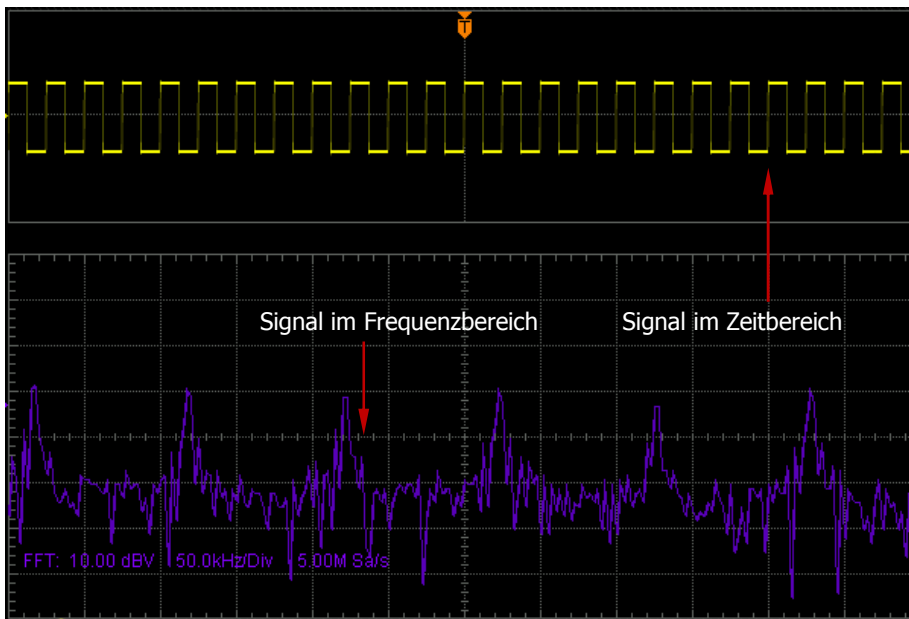 T
Signal im Frequenzbereich
Signal im Zeitbereich
FFT: 10.00 dBV 50.0kHz/Div 5.00M Sa/s